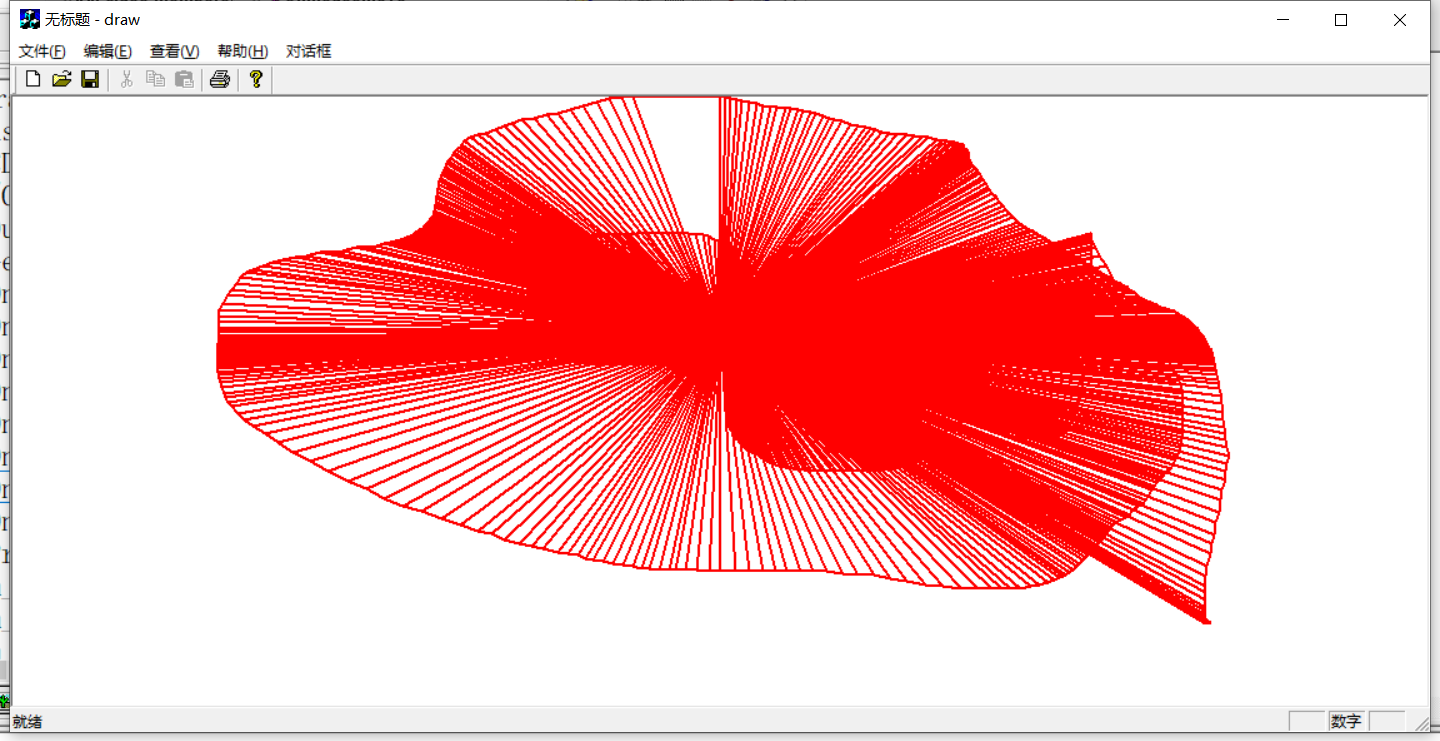 无标题 - draw
文件(F) 编辑(E) 查看(V) 帮助(H) 对话框
就绪 数字